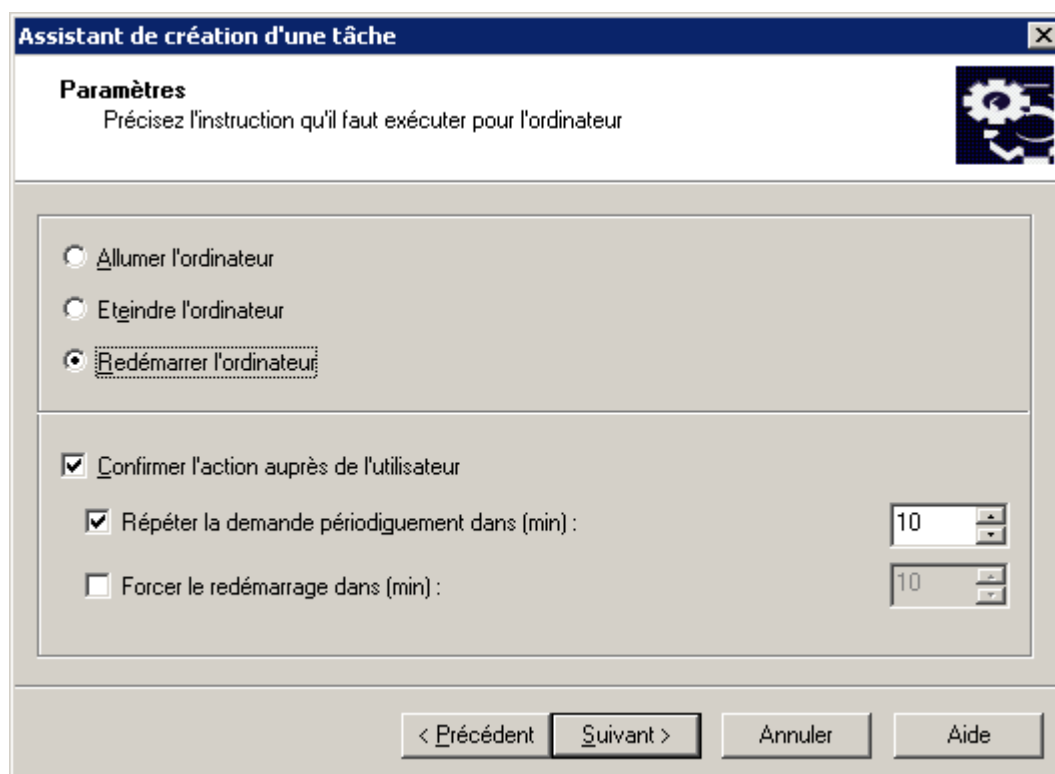 Assistant de création d'une tâche
Paramètres
Précisez l'instruction qu'il faut exécuter pour l'ordinateur
Allumer l'ordinateur
Eteindre l'ordinateur
Redémarrer l'ordinateur
Confirmer l'action auprès de l'utilisateur
Répéter la demande périodiquement dans (min) : 10
Forcer le redémarrage dans (min) : 10
< Précédent Suivant > Annuler Aide